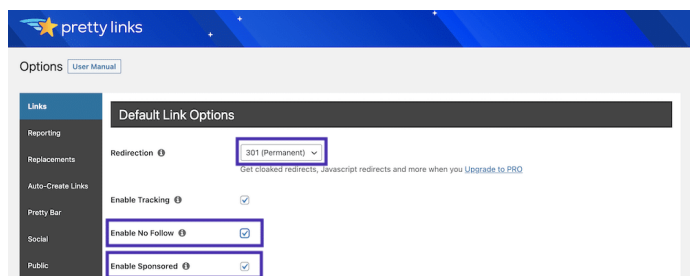 pretty links
Options User Manual
Links
Default Link Options
Reporting
Redirection 301 (Permanent)
Replacements
Get cloaked redirects, Javascript redirects and more when you Upgrade to PRO
Auto-Create Links
Enable Tracking
Pretty Bar
Enable No Follow
Social
Public
Enable Sponsored